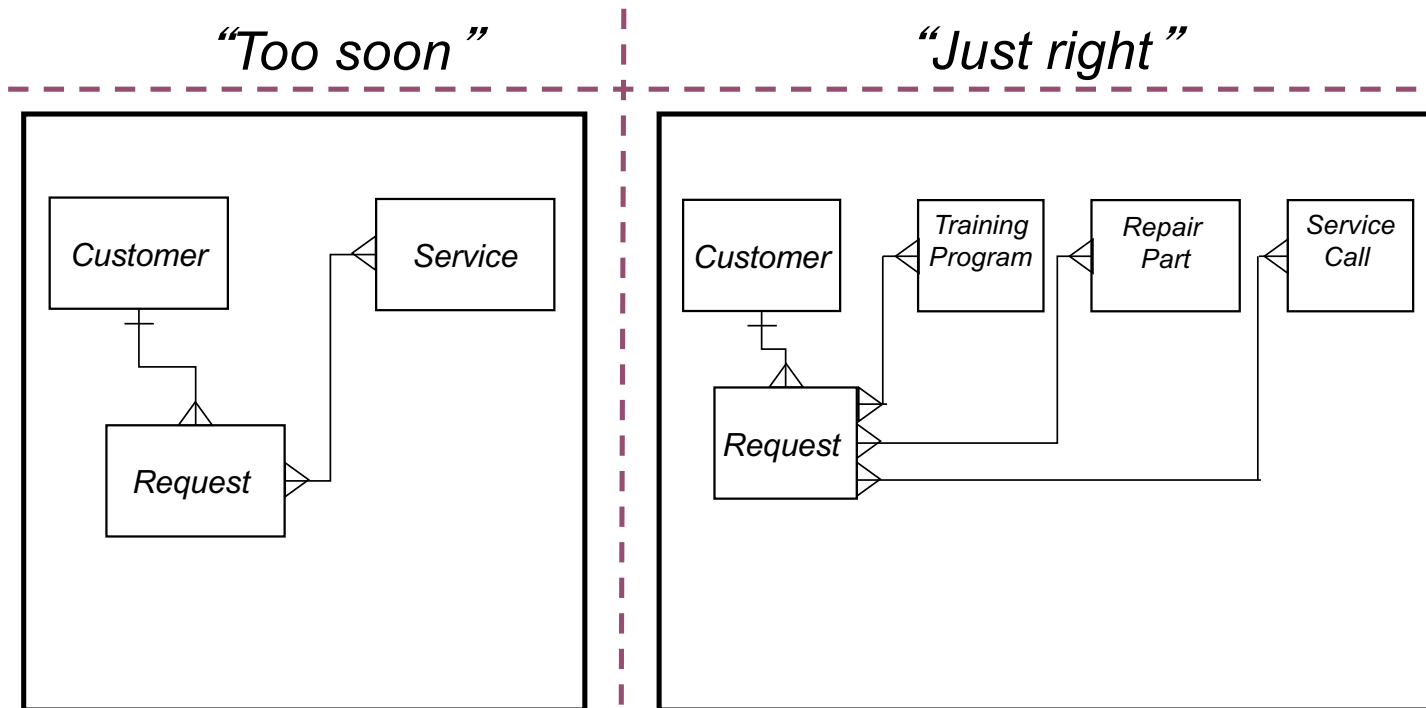 “Too soon”
“Just right”
Customer
Service
Request
Customer
Training
Program
Repair
Part
Service
Call
Request